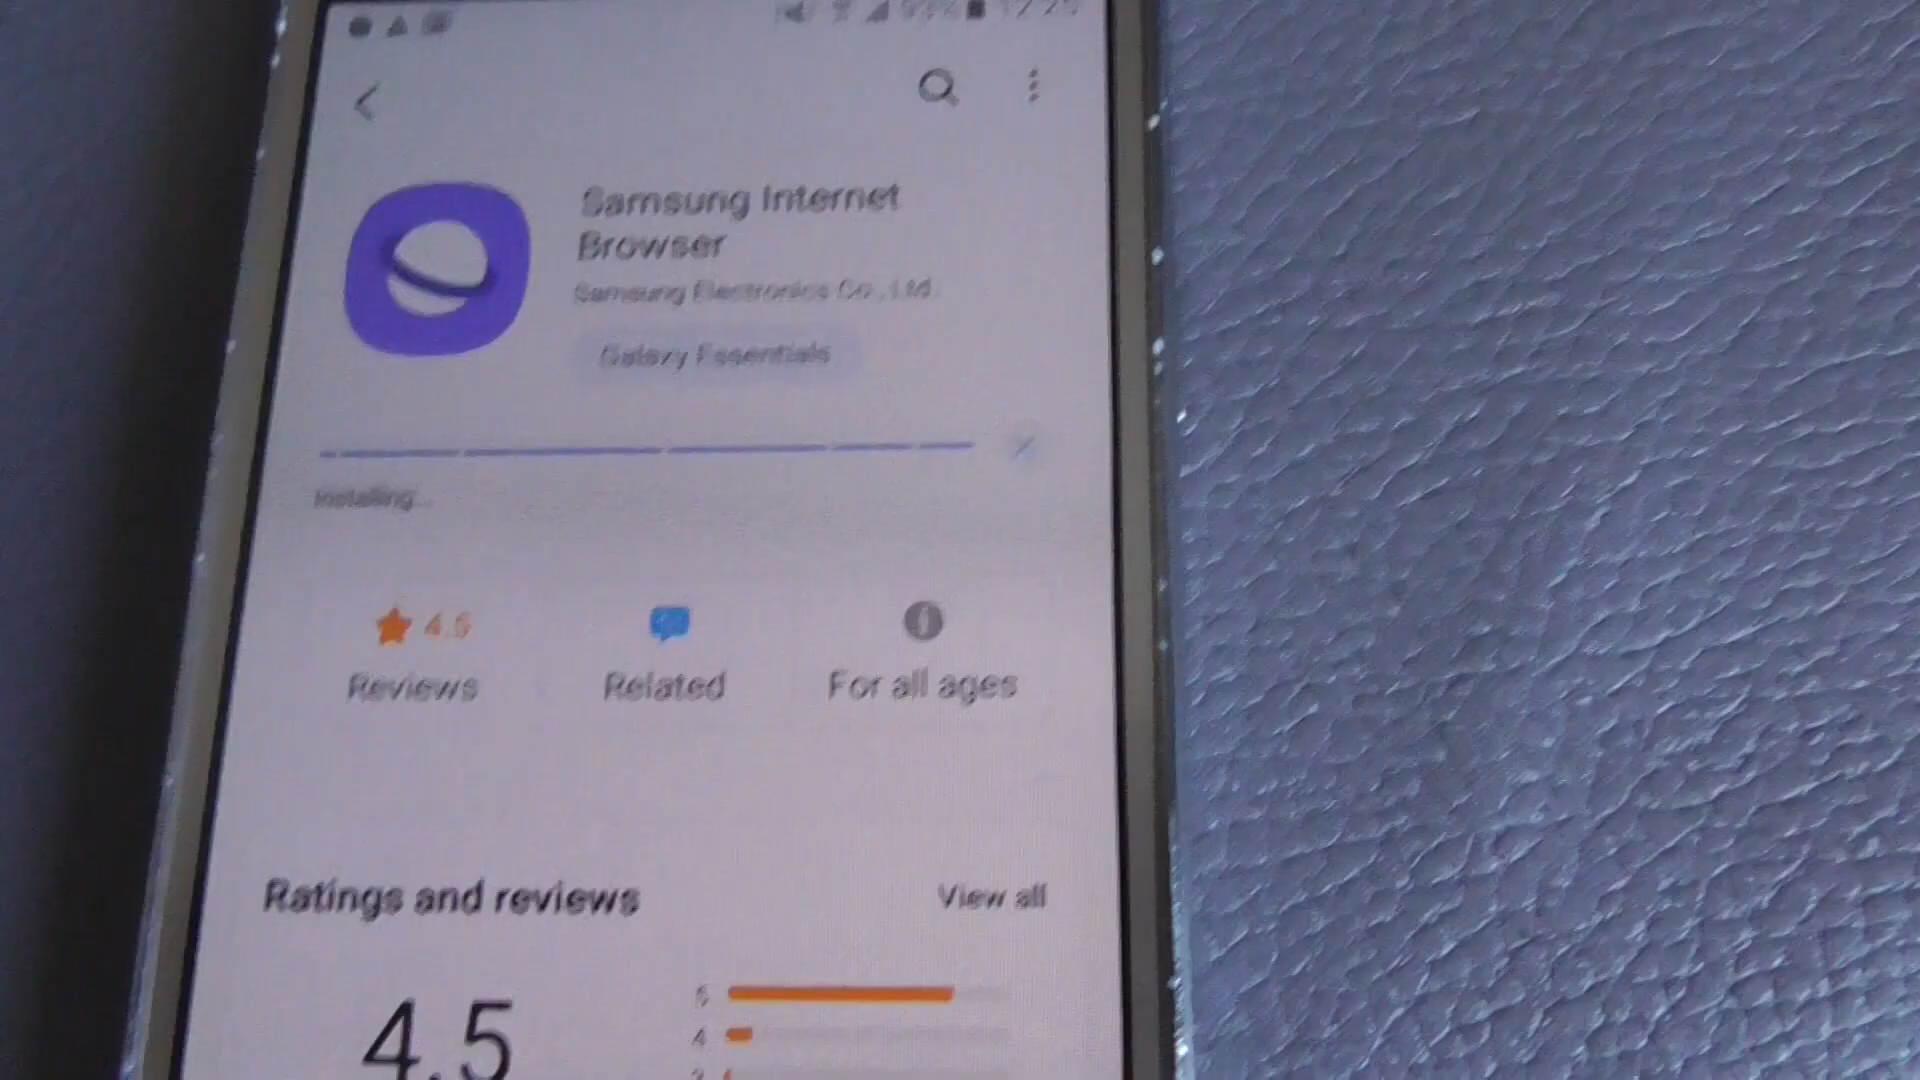 Samsung Internet
Browser
Samsung Electronics Co., Ltd.
Galaxy Essentials
Installing...
4.5
Reviews
Related
For all ages
Ratings and reviews
View all
4.5
5
4